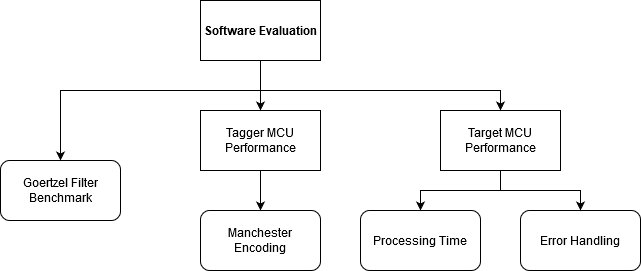 Software Evaluation
Tagger MCU
Performance
Target MCU
Performance
Goertzel Filter
Benchmark
Manchester
Encoding
Processing Time
Error Handling